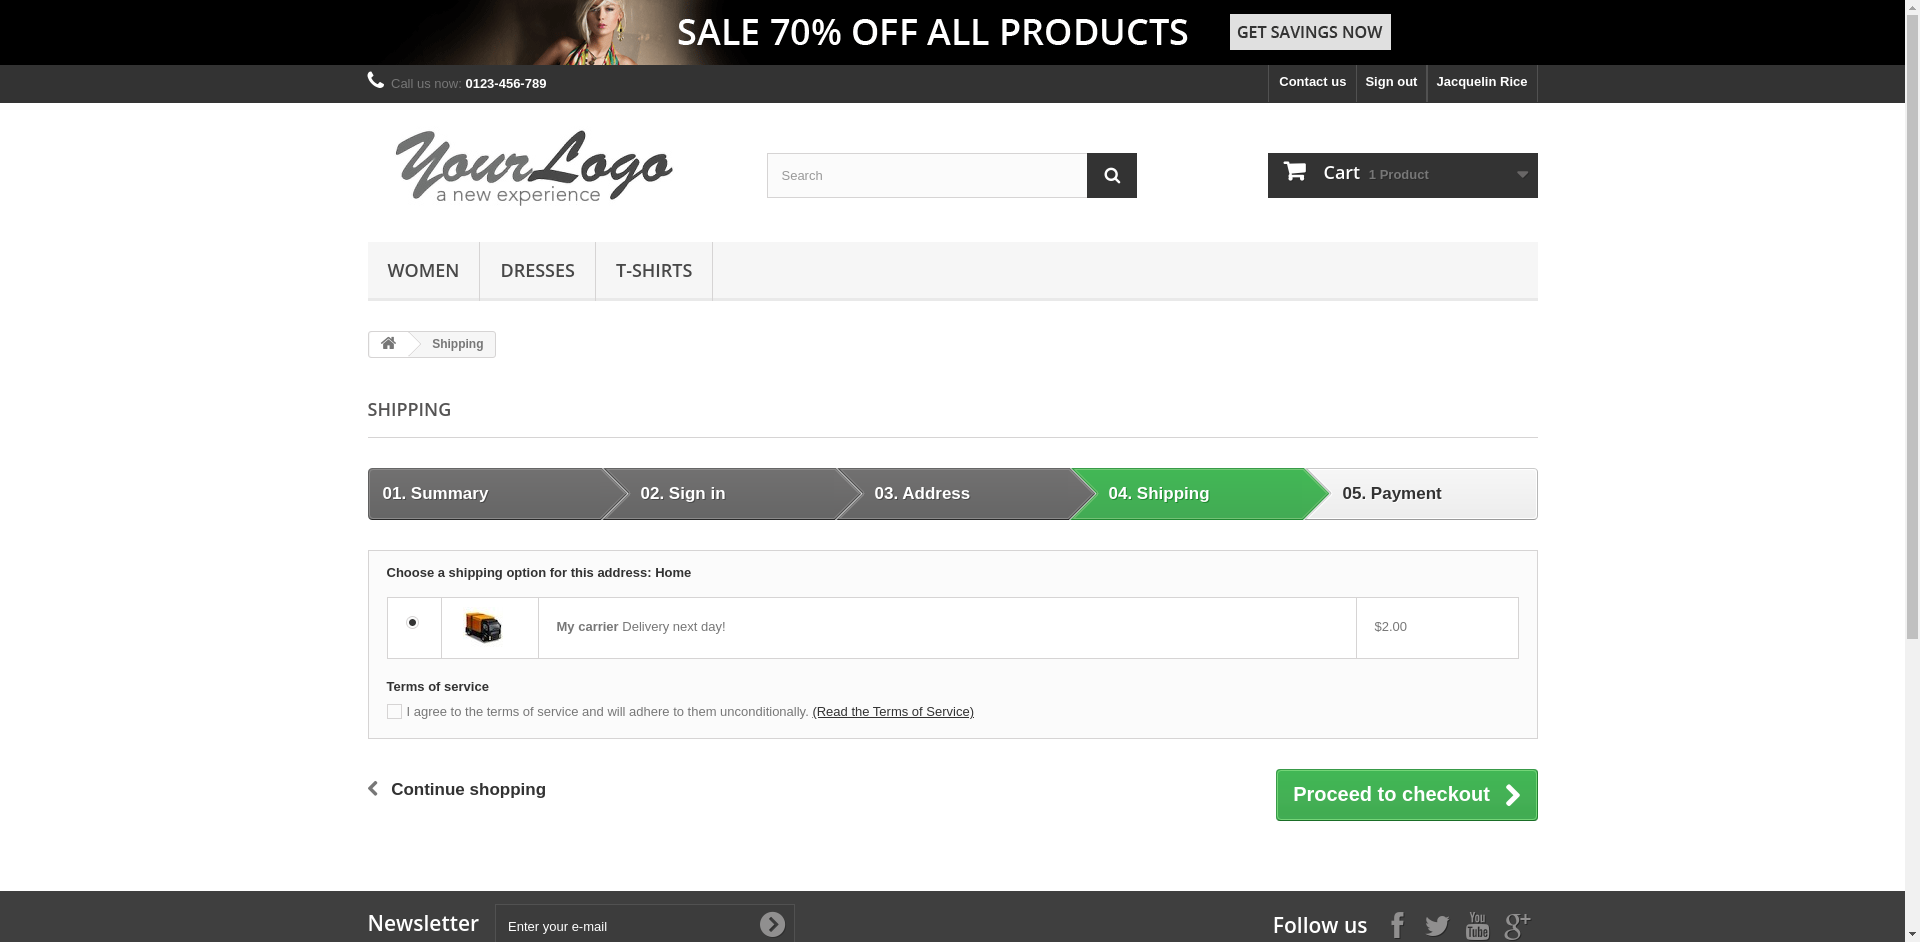 SALE 70% OFF ALL PRODUCTS
GET SAVINGS NOW
Call us now: 0123-456-789
Contact us
Sign out
Jacquelin Rice
YourLogo
a new experience
Search
Cart 1 Product
WOMEN
DRESSES
T-SHIRTS
Shipping
SHIPPING
01. Summary
02. Sign in
03. Address
04. Shipping
05. Payment
Choose a shipping option for this address: Home
My carrier Delivery next day!
$2.00
Terms of service
I agree to the terms of service and will adhere to them unconditionally. (Read the Terms of Service)
Continue shopping
Proceed to checkout
Newsletter
Enter your e-mail
Follow us
You
Tube